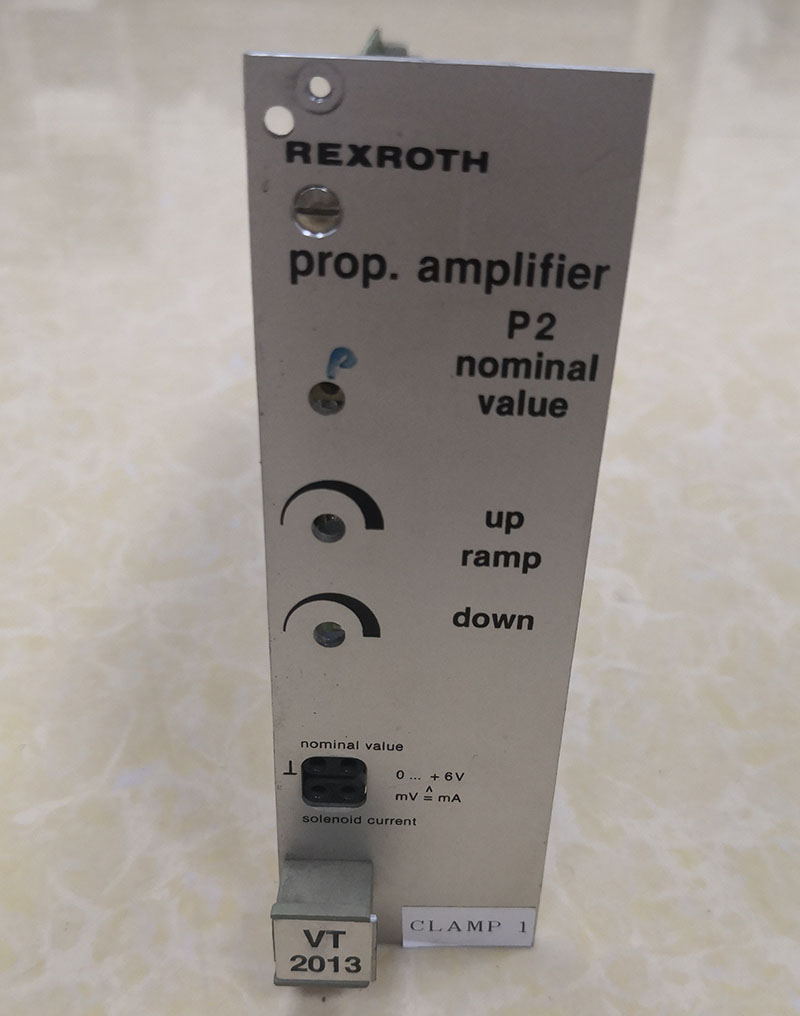 REXROTH
prop. amplifier
P2
nominal
value
P
up
ramp
down
nominal value
⊥ 0 ... + 6V
mV ≙ mA
solenoid current
CLAMP 1
VT
2013